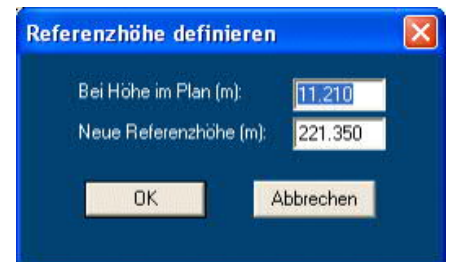 Referenzhöhe definieren
Bei Höhe im Plan (m): 11.210
Neue Referenzhöhe (m): 221.350
OK Abbrechen